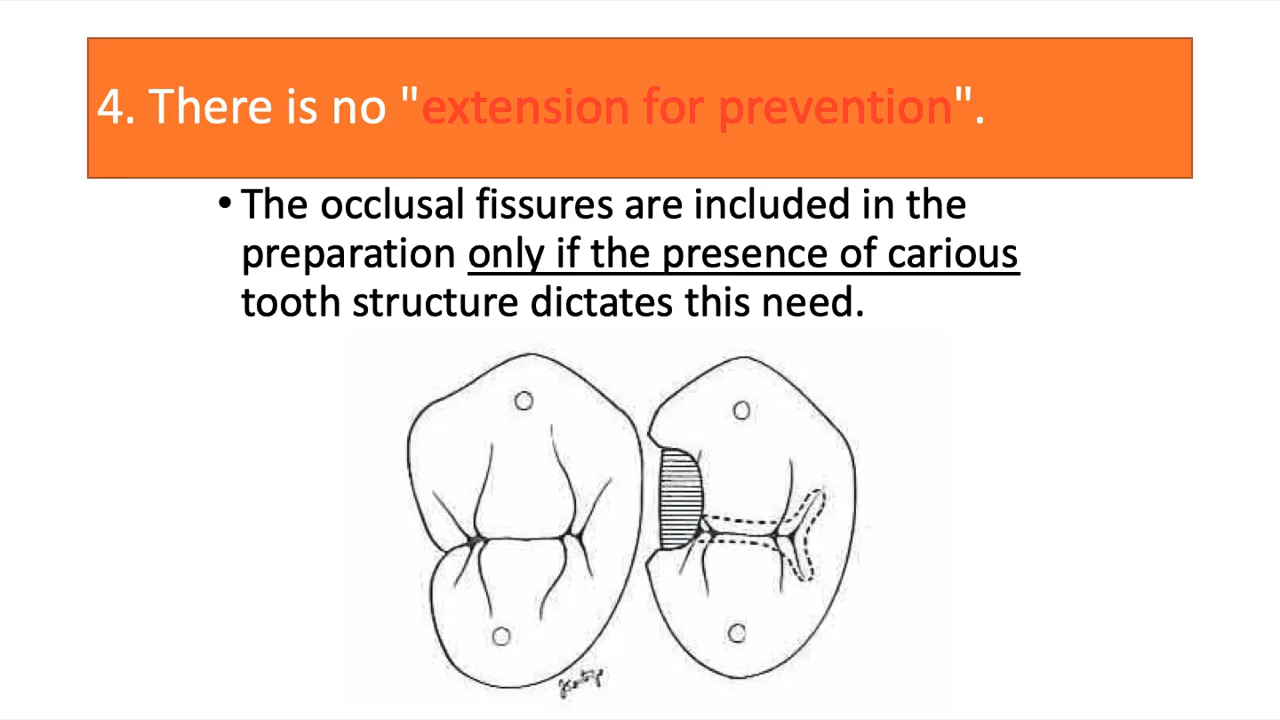 4. There is no "extension for prevention".
• The occlusal fissures are included in the
preparation only if the presence of carious
tooth structure dictates this need.